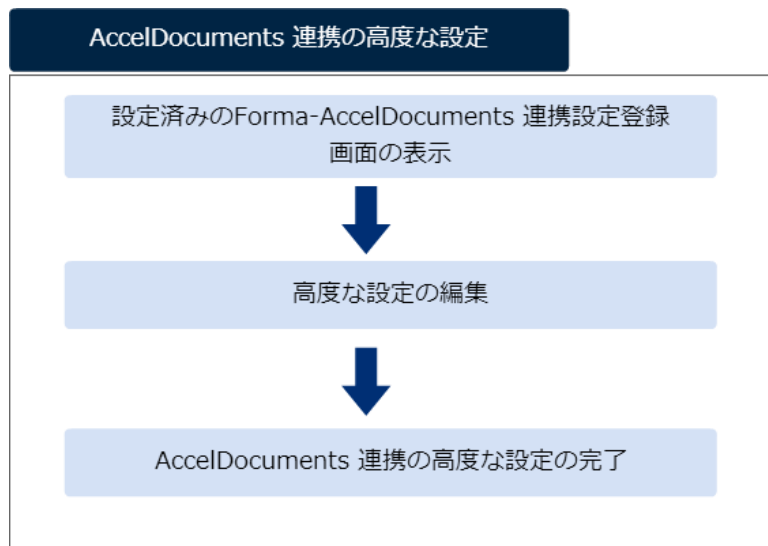 AccelDocuments 連携の高度な設定
設定済みのForma-AccelDocuments 連携設定登録
画面の表示
高度な設定の編集
AccelDocuments 連携の高度な設定の完了